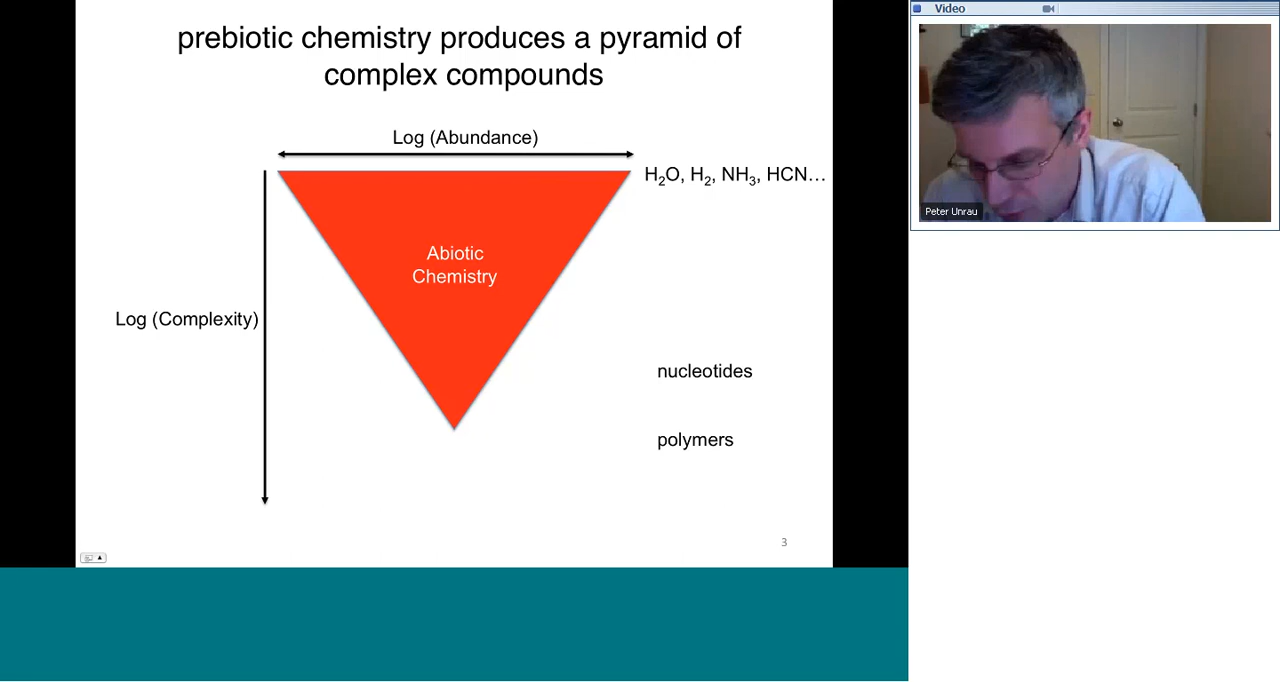 prebiotic chemistry produces a pyramid of
complex compounds
Log (Abundance)
H₂O, H₂, NH₃, HCN…
Abiotic
Chemistry
Log (Complexity)
nucleotides
polymers
3
Video
Peter Unrau